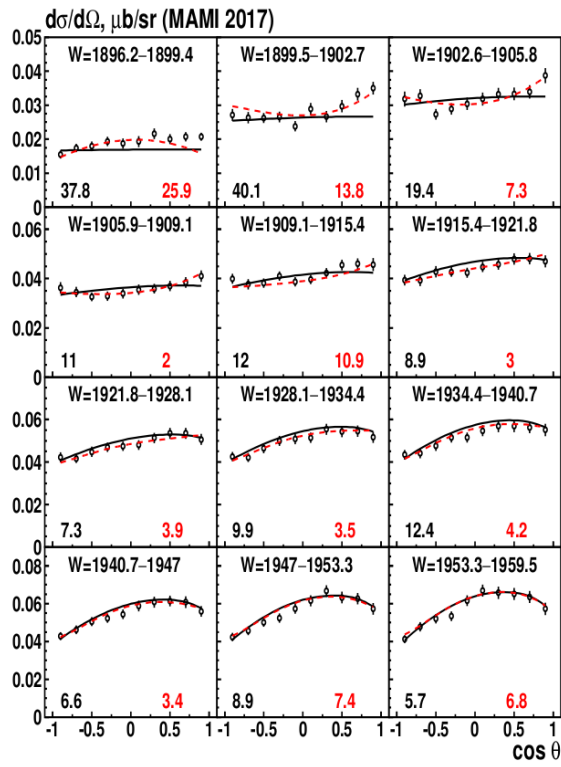 dσ/dΩ, μb/sr (MAMI 2017)
0.05
0.04
0.03
0.02
0.01
0
W=1896.2−1899.4
37.8 25.9
W=1899.5−1902.7
40.1 13.8
W=1902.6−1905.8
19.4 7.3
0.06
0.04
0.02
0
W=1905.9−1909.1
11 2
W=1909.1−1915.4
12 10.9
W=1915.4−1921.8
8.9 3
0.06
0.04
0.02
0
W=1921.8−1928.1
7.3 3.9
W=1928.1−1934.4
9.9 3.5
W=1934.4−1940.7
12.4 4.2
0.08
0.06
0.04
0.02
0
W=1940.7−1947
6.6 3.4
W=1947−1953.3
8.9 7.4
W=1953.3−1959.5
5.7 6.8
-1 -0.5 0 0.5 1 -0.5 0 0.5 1 -0.5 0 0.5 1
cos θ